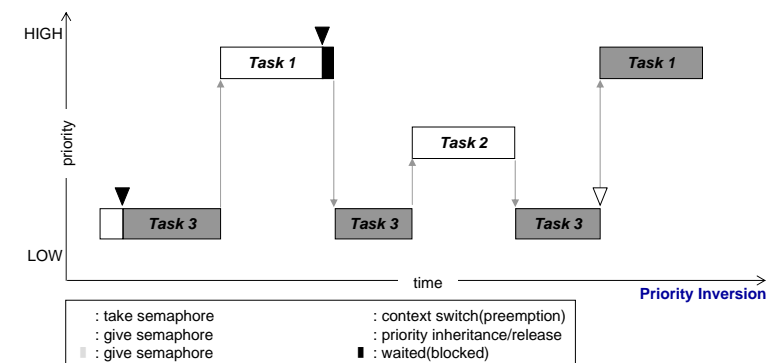 HIGH
Task 1
Task 1
priority
Task 2
Task 3
Task 3
Task 3
LOW
time
Priority Inversion
: take semaphore
: context switch(preemption)
: give semaphore
: priority inheritance/release
: give semaphore
: waited(blocked)